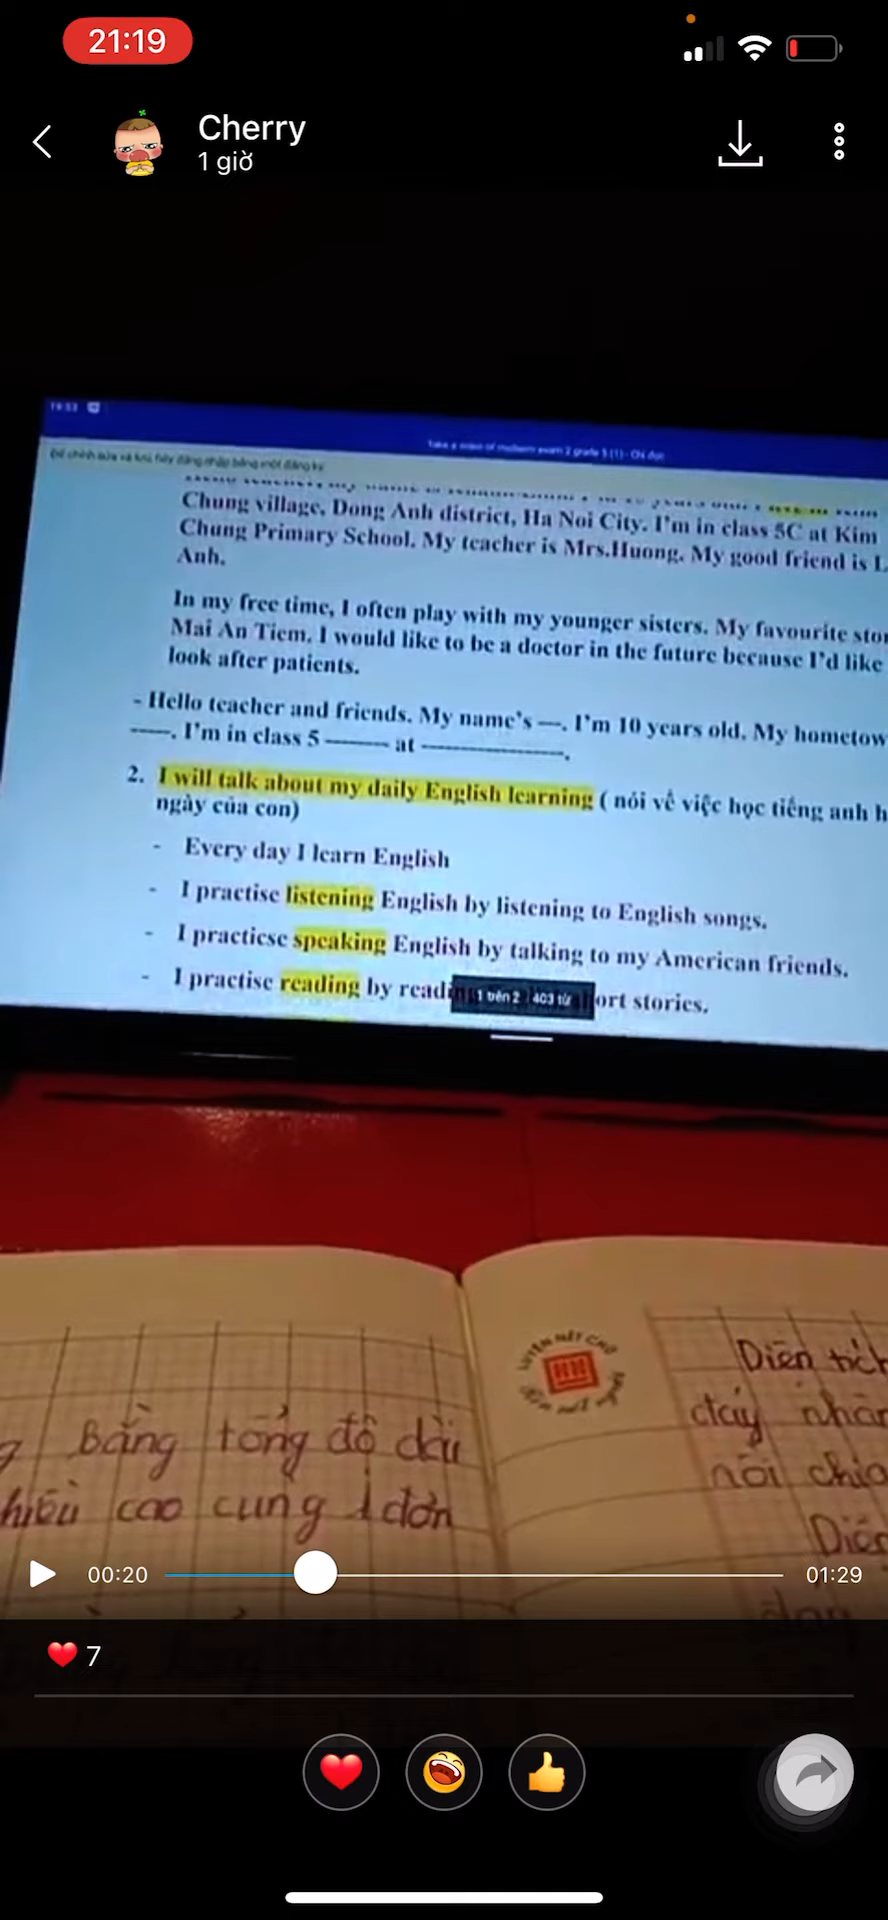 21:19
Cherry
1 giờ
Chung village, Dong Anh district, Ha Noi City. I'm in class 5C at Kim
Chung Primary School. My teacher is Mrs.Huong. My good friend is L
Anh.
In my free time, I often play with my younger sisters. My favourite stor
Mai An Tiem. I would like to be a doctor in the future because I'd like
look after patients.
- Hello teacher and friends. My name's —. I'm 10 years old. My hometow
——. I'm in class 5 ——— at ———————.
2. I will talk about my daily English learning ( nói về việc học tiếng anh h
ngày của con)
- Every day I learn English
- I practise listening English by listening to English songs.
- I practicse speaking English by talking to my American friends.
- I practise reading by readi ort stories.
1 trên 2 403 từ
bằng tổng độ dài
cao cùng 1 đơn
Diện tích
đáy nhân
nói chia
Diện
00:20
01:29
7